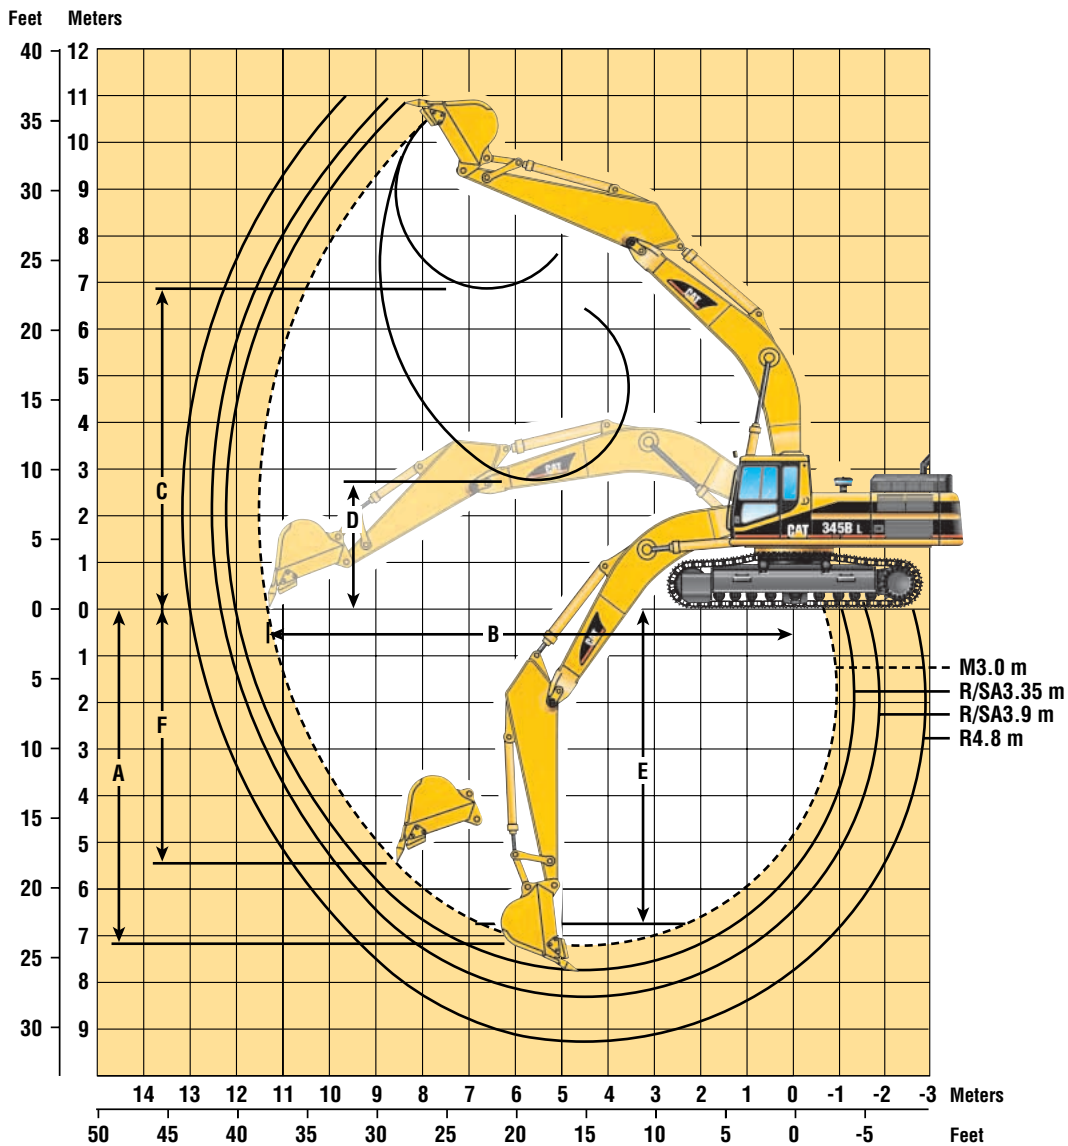 Feet Meters
40 12
11
35
10
30 9
8
25
7
20 6
5
15
4
10 3
2
5
1
0 0
1
5
2
10 3
4
15
5
20 6
7
25
8
30 9
C
D
B
F
A
E
CAT
CAT
CAT
CAT 345B L
M3.0 m
R/SA3.35 m
R/SA3.9 m
R4.8 m
14 13 12 11 10 9 8 7 6 5 4 3 2 1 0 -1 -2 -3 Meters
50 45 40 35 30 25 20 15 10 5 0 -5 Feet